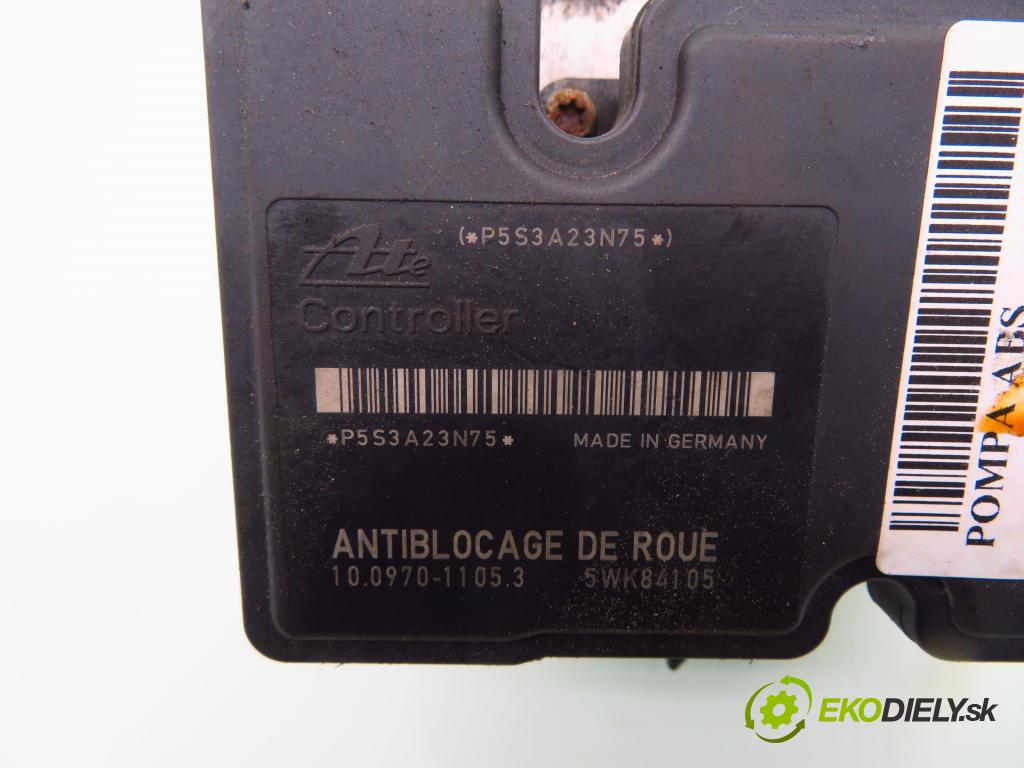 (*P5S3A23N75*)
Ate
Controller
*P5S3A23N75*
MADE IN GERMANY
ANTIBLOCAGE DE ROUE
10.0970-1105.3
5WK84105
POMPA ABS
EKODIELY.sk